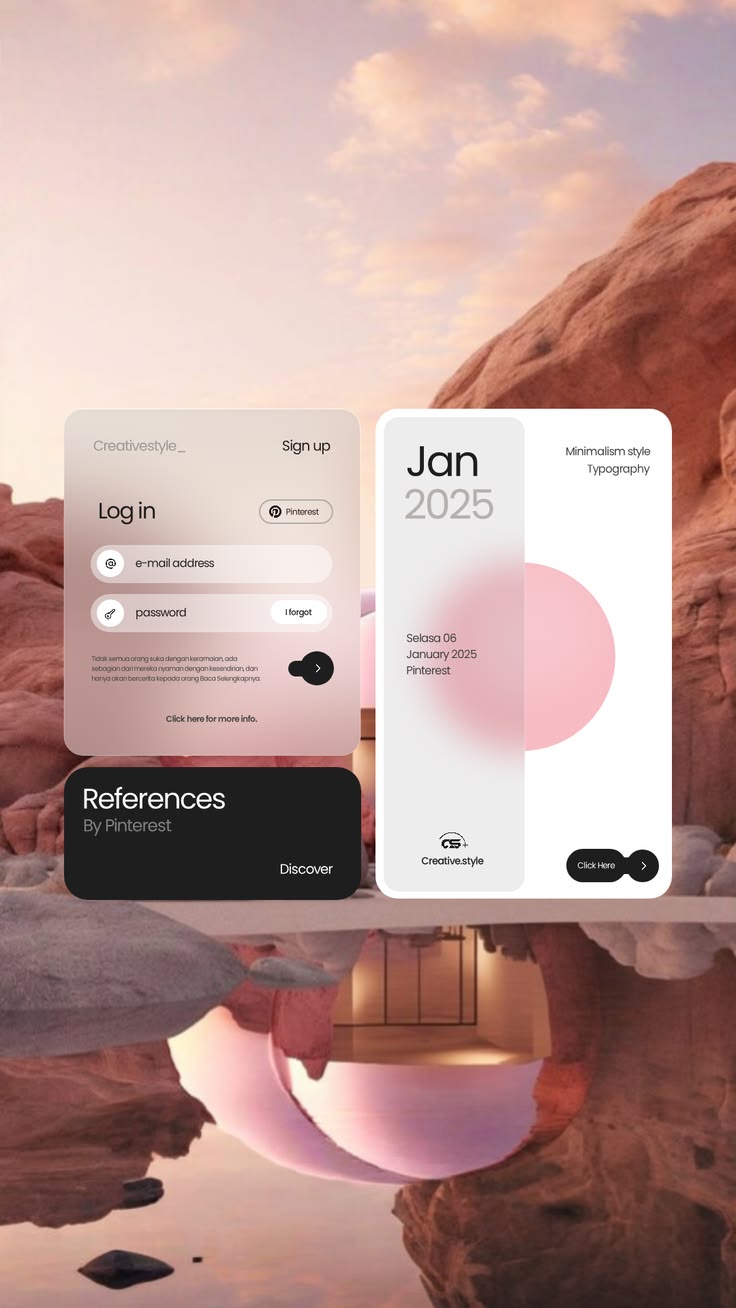 Creativestyle_
Sign up
Log in
Pinterest
e-mail address
password
I forgot
Tidak semua orang suka dengan keramaian, ada
sebagian dari mereka nyaman dengan kesendirian, dan
hanya akan bercerita kepada orang Baca Selengkapnya.
Click here for more info.
References
By Pinterest
Discover
Jan
2025
Minimalism style
Typography
Selasa 06
January 2025
Pinterest
CS+
Creative.style
Click Here